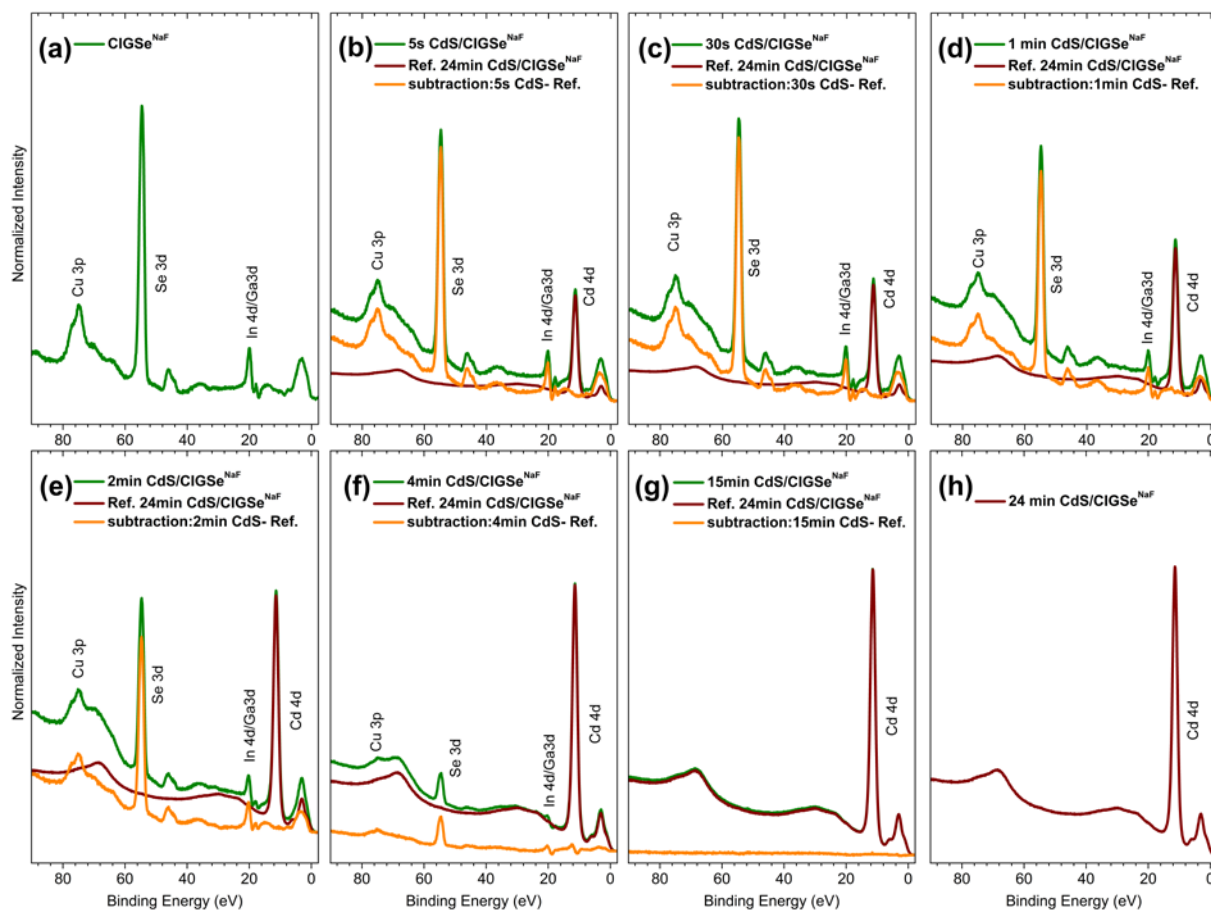 (a)
CIGSe^NaF
Cu 3p
Se 3d
In 4d/Ga3d
(b)
5s CdS/CIGSe^NaF
Ref. 24min CdS/CIGSe^NaF
subtraction:5s CdS- Ref.
Cu 3p
Se 3d
In 4d/Ga3d
Cd 4d
(c)
30s CdS/CIGSe^NaF
Ref. 24min CdS/CIGSe^NaF
subtraction:30s CdS- Ref.
Cu 3p
Se 3d
In 4d/Ga3d
Cd 4d
(d)
1 min CdS/CIGSe^NaF
Ref. 24min CdS/CIGSe^NaF
subtraction:1min CdS- Ref.
Cu 3p
Se 3d
In 4d/Ga3d
Cd 4d
Normalized Intensity
80 60 40 20 0
80 60 40 20 0
80 60 40 20 0
80 60 40 20 0
(e)
2min CdS/CIGSe^NaF
Ref. 24min CdS/CIGSe^NaF
subtraction:2min CdS- Ref.
Cu 3p
Se 3d
In 4d/Ga3d
Cd 4d
(f)
4min CdS/CIGSe^NaF
Ref. 24min CdS/CIGSe^NaF
subtraction:4min CdS- Ref.
Cu 3p
Se 3d
In 4d/Ga3d
Cd 4d
(g)
15min CdS/CIGSe^NaF
Ref. 24min CdS/CIGSe^NaF
subtraction:15min CdS- Ref.
Cd 4d
(h)
24 min CdS/CIGSe^NaF
Cd 4d
Normalized Intensity
80 60 40 20 0
80 60 40 20 0
80 60 40 20 0
80 60 40 20 0
Binding Energy (eV)
Binding Energy (eV)
Binding Energy (eV)
Binding Energy (eV)